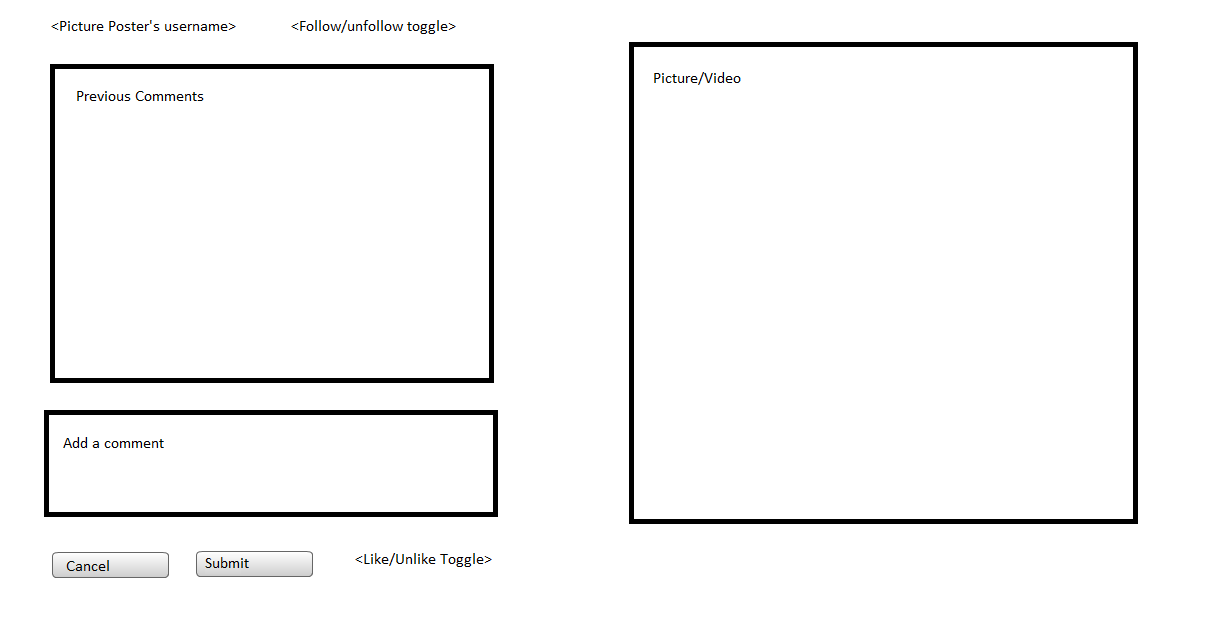 <Picture Poster's username>
<Follow/unfollow toggle>
Previous Comments
Add a comment
Cancel
Submit
<Like/Unlike Toggle>
Picture/Video